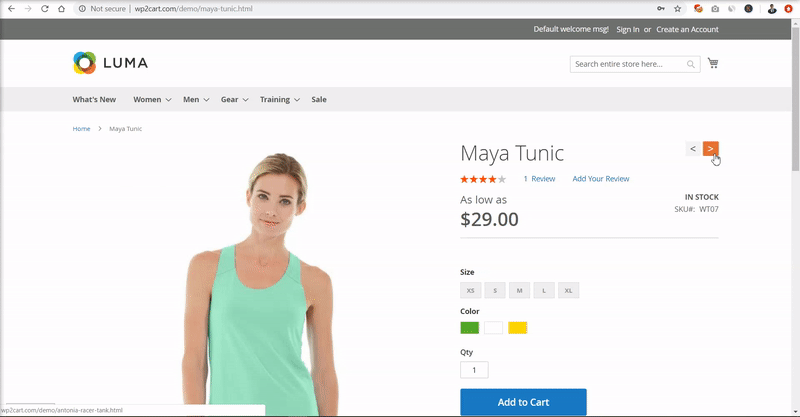 Not secure | wp2cart.com/demo/maya-tunic.html
Default welcome msg! Sign In or Create an Account
LUMA
Search entire store here...
What's New Women Men Gear Training Sale
Home > Maya Tunic
Maya Tunic
< >
1 Review Add Your Review
As low as
IN STOCK
$29.00
SKU#: WT07
Size
XS S M L XL
Color
Qty
1
Add to Cart
wp2cart.com/demo/antonia-racer-tank.html